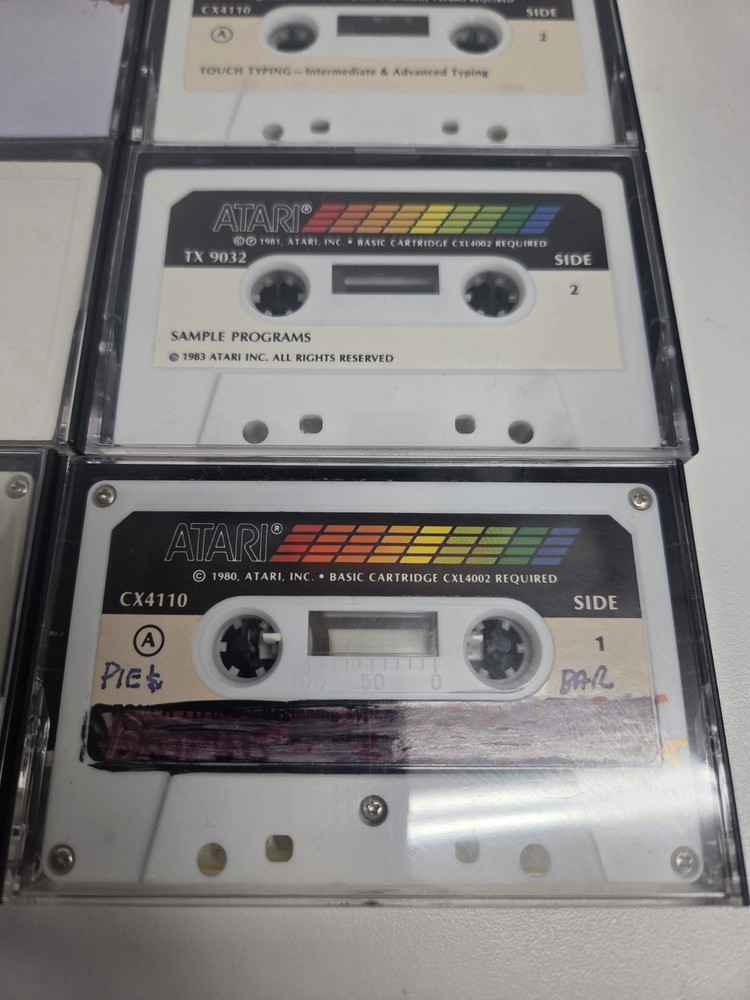 CX4110
SIDE
A
2
TOUCH TYPING — Intermediate & Advanced Typing
ATARI®
©Ⓟ 1981, ATARI, INC. • BASIC CARTRIDGE CXL4002 REQUIRED
TX 9032
SIDE
2
SAMPLE PROGRAMS
© 1983 ATARI INC. ALL RIGHTS RESERVED
ATARI®
© 1980, ATARI, INC. • BASIC CARTRIDGE CXL4002 REQUIRED
CX4110
SIDE
A
1
PIE &
BAR
100 50 0